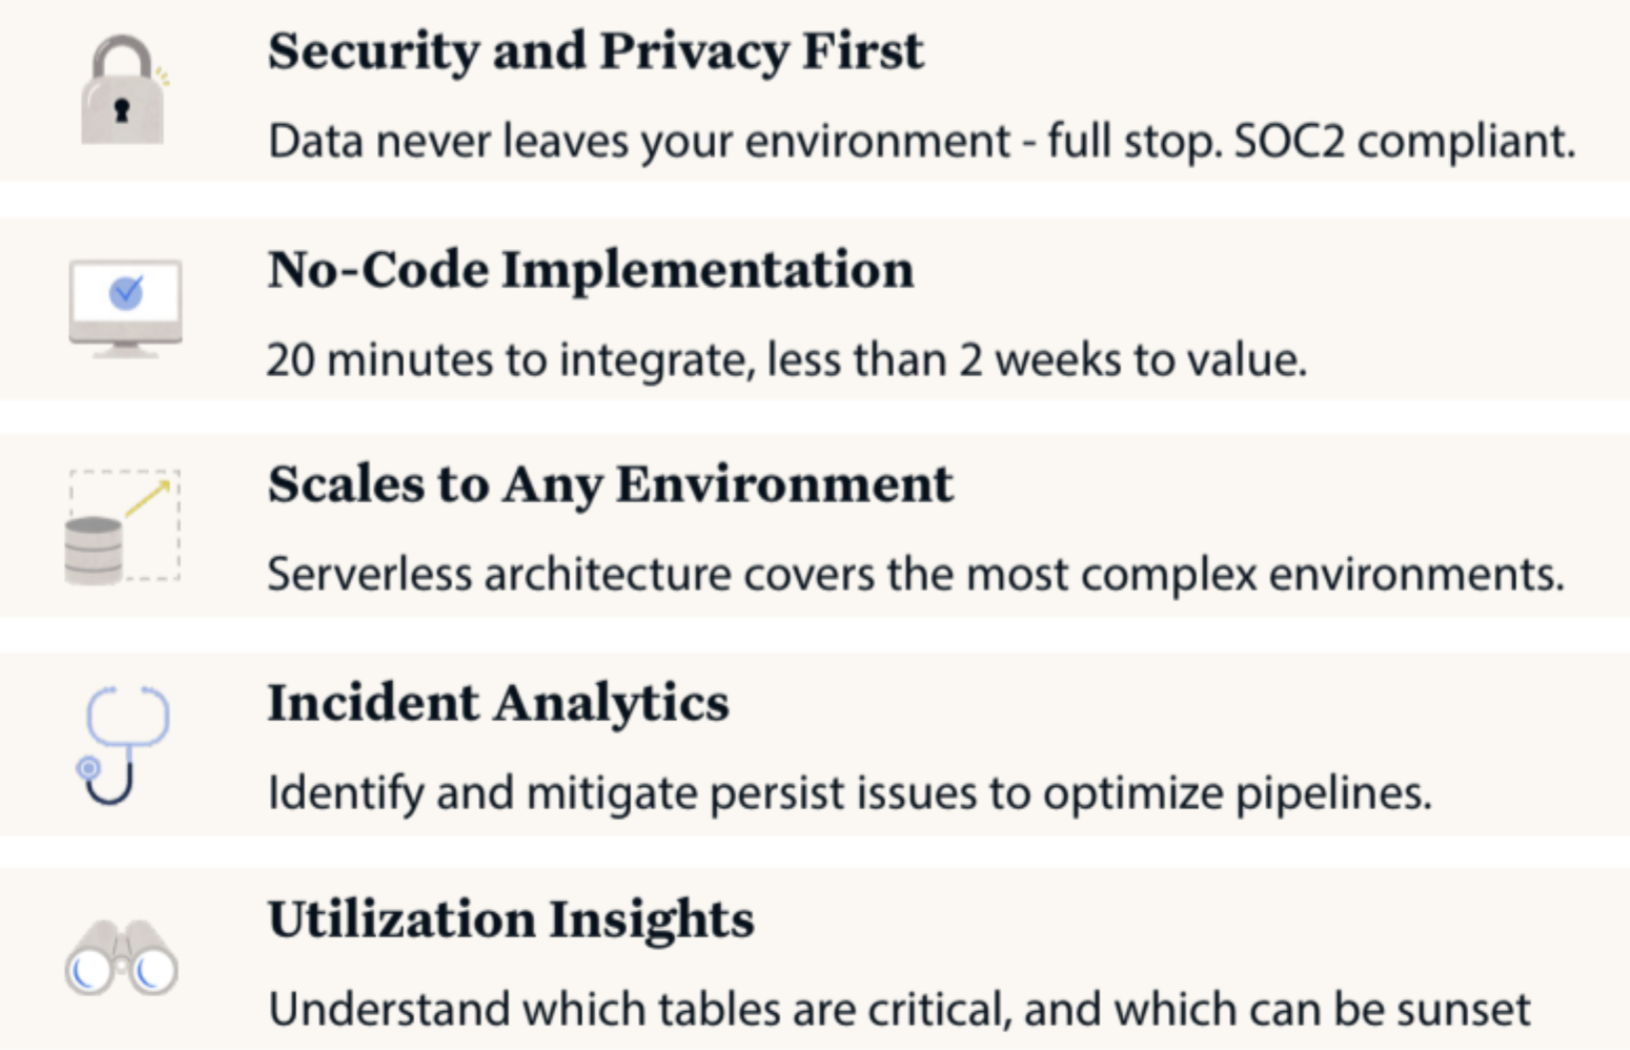 Security and Privacy First
Data never leaves your environment - full stop. SOC2 compliant.
No-Code Implementation
20 minutes to integrate, less than 2 weeks to value.
Scales to Any Environment
Serverless architecture covers the most complex environments.
Incident Analytics
Identify and mitigate persist issues to optimize pipelines.
Utilization Insights
Understand which tables are critical, and which can be sunset